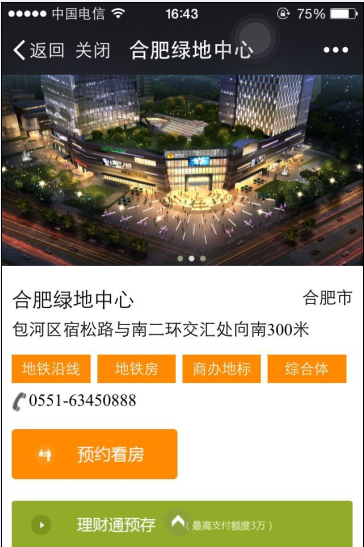 中国电信 16:43 75%
返回 关闭 合肥绿地中心
合肥绿地中心 合肥市
包河区宿松路与南二环交汇处向南300米
地铁沿线 地铁房 商办地标 综合体
0551-63450888
预约看房
理财通预存 (最高支付额度3万)